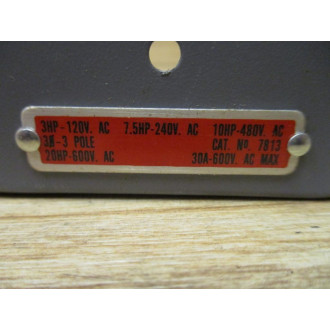 3HP-120V. AC 7.5HP-240V. AC 10HP-480V. AC
3Ø-3 POLE CAT. No. 7813
20HP-600V. AC 30A-600V. AC MAX